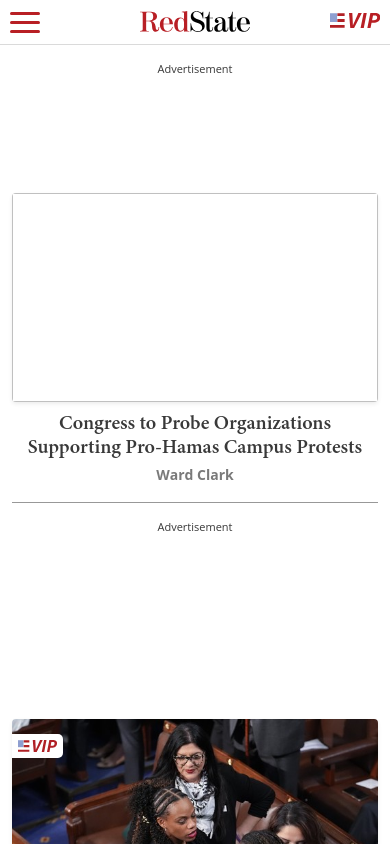 RedState
VIP
Advertisement
Congress to Probe Organizations
Supporting Pro-Hamas Campus Protests
Ward Clark
Advertisement
VIP